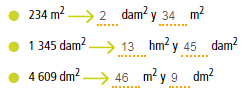 234 m² → 2 dam² y 34 m²
1 345 dam² → 13 hm² y 45 dam²
4 609 dm² → 46 m² y 9 dm²